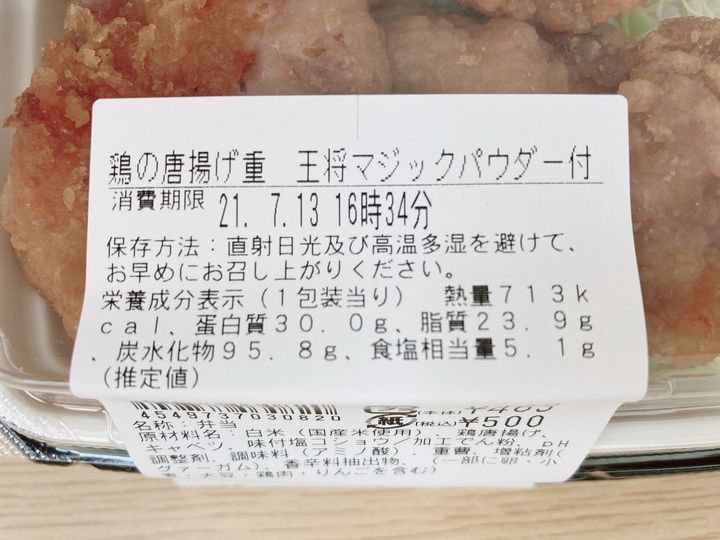 鶏の唐揚げ重　王将マジックパウダー付
消費期限 21. 7.13 16時34分
保存方法：直射日光及び高温多湿を避けて、
お早めにお召し上がりください。
栄養成分表示（1包装当り）　熱量713k
cal、蛋白質30.0g、脂質23.9g
、炭水化物95.8g、食塩相当量5.1g
(推定値)
4549727030820
紙 (税込)¥500
名称：弁当
原材料名：白米（国産米使用）　鶏唐揚げ、
キャベツ、味付塩コショウ／加工でん粉、pH
調整剤、調味料（アミノ酸）、重曹、増粘剤(
グァーガム)、香辛料抽出物、（一部に卵・小
・大豆・鶏肉・りんごを含む)